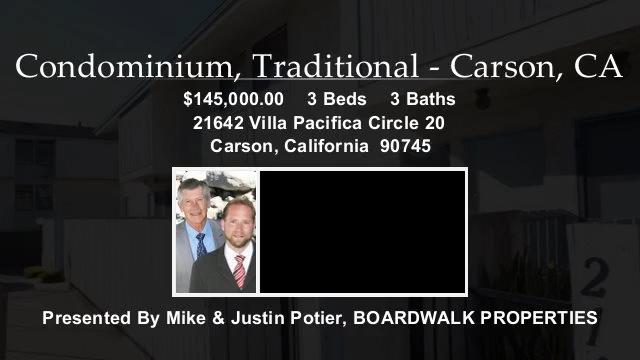 Condominium, Traditional - Carson, CA
$145,000.00 3 Beds 3 Baths
21642 Villa Pacifica Circle 20
Carson, California 90745
2
Presented By Mike & Justin Potier, BOARDWALK PROPERTIES